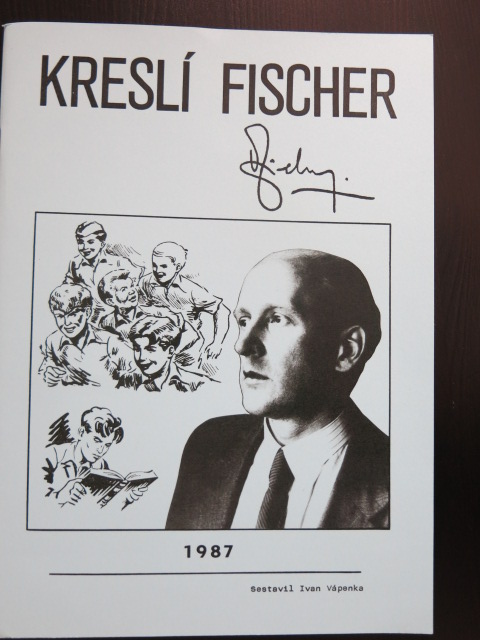 KRESLÍ FISCHER
1987
Sestavil Ivan Vápenka